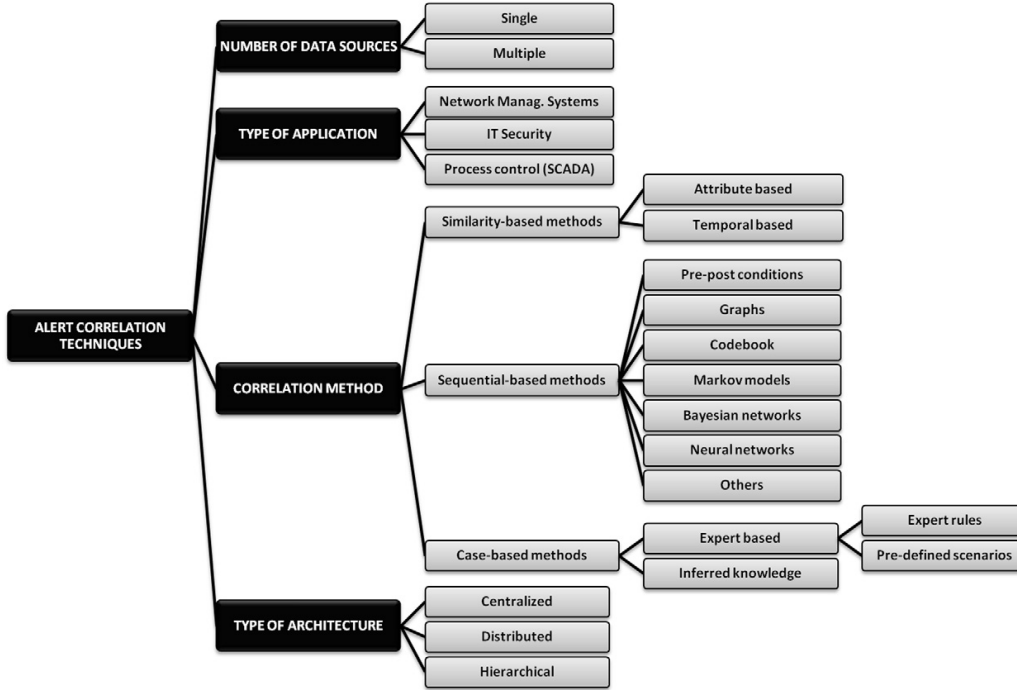 ALERT CORRELATION
TECHNIQUES
NUMBER OF DATA SOURCES
Single
Multiple
TYPE OF APPLICATION
Network Manag. Systems
IT Security
Process control (SCADA)
CORRELATION METHOD
Similarity-based methods
Attribute based
Temporal based
Sequential-based methods
Pre-post conditions
Graphs
Codebook
Markov models
Bayesian networks
Neural networks
Others
Case-based methods
Expert based
Expert rules
Pre-defined scenarios
Inferred knowledge
TYPE OF ARCHITECTURE
Centralized
Distributed
Hierarchical